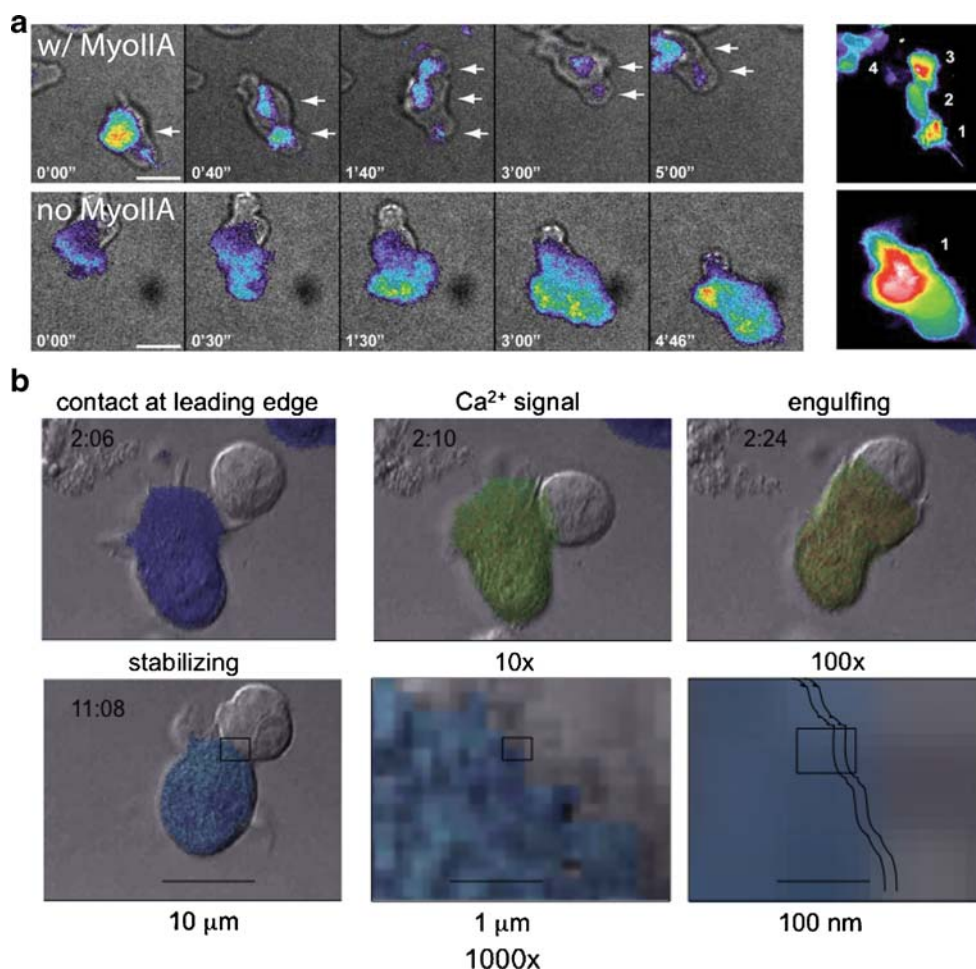 a
w/ MyoIIA
0'00" 0'40" 1'40" 3'00" 5'00"
3
4
2
1
no MyoIIA
0'00" 0'30" 1'30" 3'00" 4'46"
1
b
contact at leading edge Ca²⁺ signal engulfing
2:06 2:10 2:24
stabilizing 10x 100x
11:08
10 μm 1 μm 100 nm
1000x